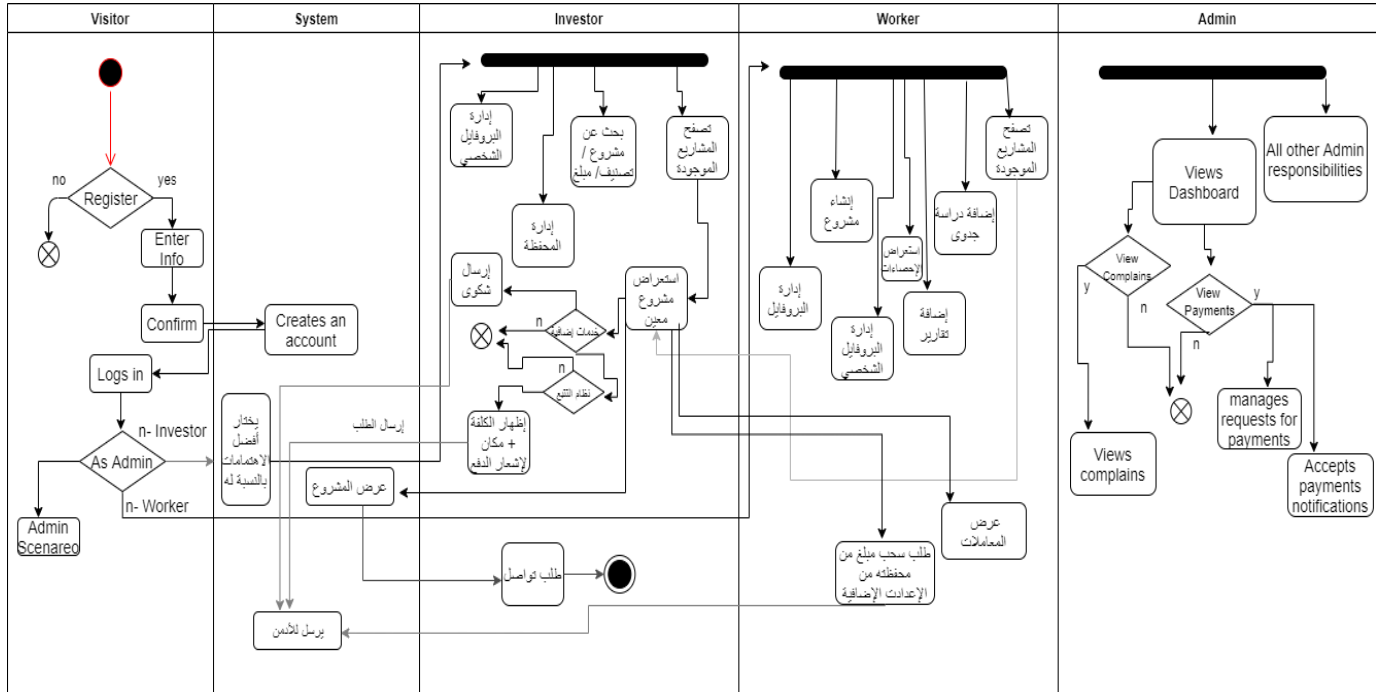 Visitor
System
Investor
Worker
Admin
no
yes
Register
Enter
Info
Confirm
Creates an
account
Logs in
n- Investor
As Admin
n- Worker
Admin
Scenareo
يختار
أفضل
الاهتمامات
بالنسبة له
إرسال الطلب
عرض المشروع
يرسل للأدمن
إدارة
البروفايل
الشخصي
بحث عن
مشروع /
تصنيف/ مبلغ
تصفح
المشاريع
الموجودة
إدارة
المحفظة
إرسال
شكوى
استعراض
مشروع
معين
خدمات إضافية
n
نظام التتبع
n
إظهار الكلفة
+ مكان
لإشعار الدفع
طلب تواصل
تصفح
المشاريع
الموجودة
إنشاء
مشروع
إضافة دراسة
جدوى
استعراض
الإحصاءات
إدارة
البروفايل
إضافة
تقارير
إدارة
البروفايل
الشخصي
عرض
المعاملات
طلب سحب مبلغ من
محفظته من
الإعدادت الإضافية
All other Admin
responsibilities
Views
Dashboard
View
Complains
y
n
View
Payments
y
n
manages
requests for
payments
Views
complains
Accepts
payments
notifications